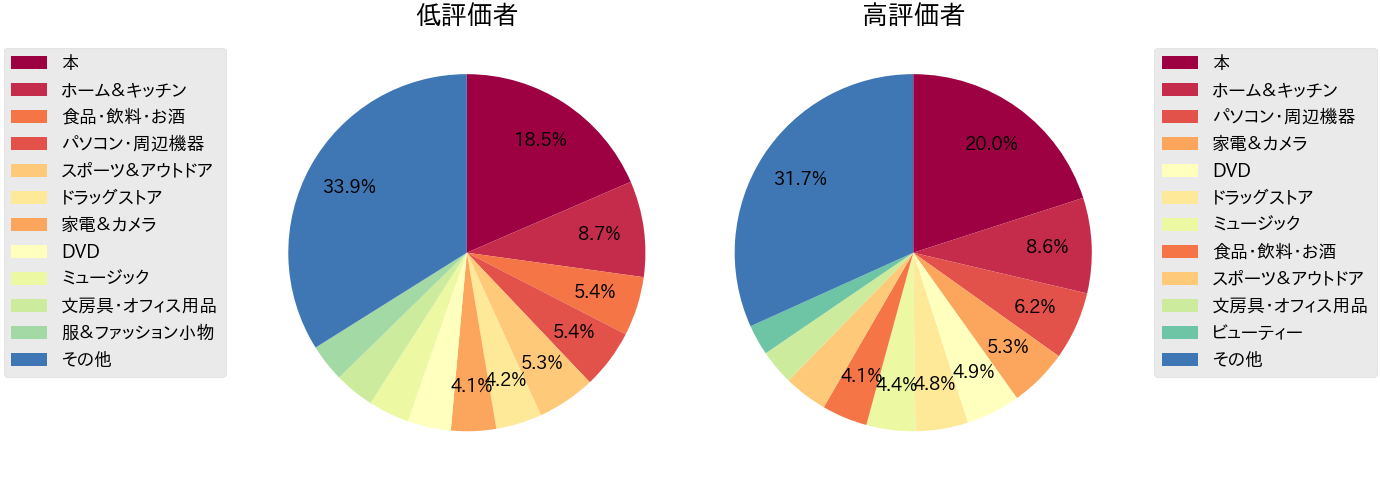 低評価者
本
ホーム＆キッチン
食品・飲料・お酒
パソコン・周辺機器
スポーツ＆アウトドア
ドラッグストア
家電＆カメラ
DVD
ミュージック
文房具・オフィス用品
服＆ファッション小物
その他
18.5%
8.7%
5.4%
5.4%
5.3%
4.2%
4.1%
33.9%
高評価者
20.0%
8.6%
6.2%
5.3%
4.9%
4.8%
4.4%
4.1%
31.7%
本
ホーム＆キッチン
パソコン・周辺機器
家電＆カメラ
DVD
ドラッグストア
ミュージック
食品・飲料・お酒
スポーツ＆アウトドア
文房具・オフィス用品
ビューティー
その他